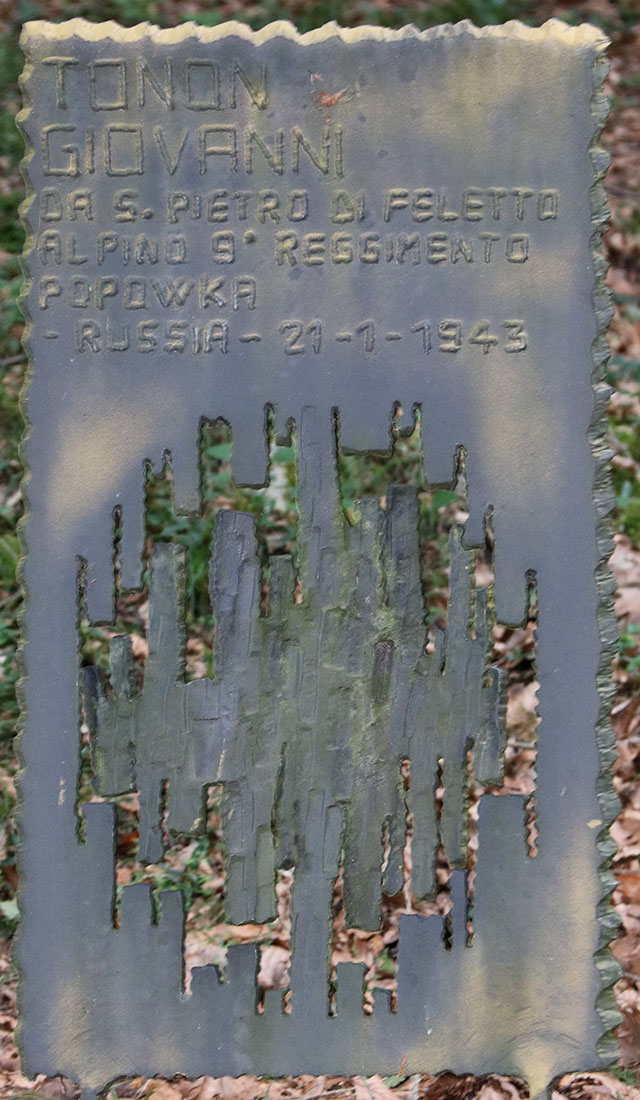 TONON
GIOVANNI
DA S. PIETRO DI FELETTO
ALPINO 9° REGGIMENTO
POPOWKA
- RUSSIA - 21-1-1943